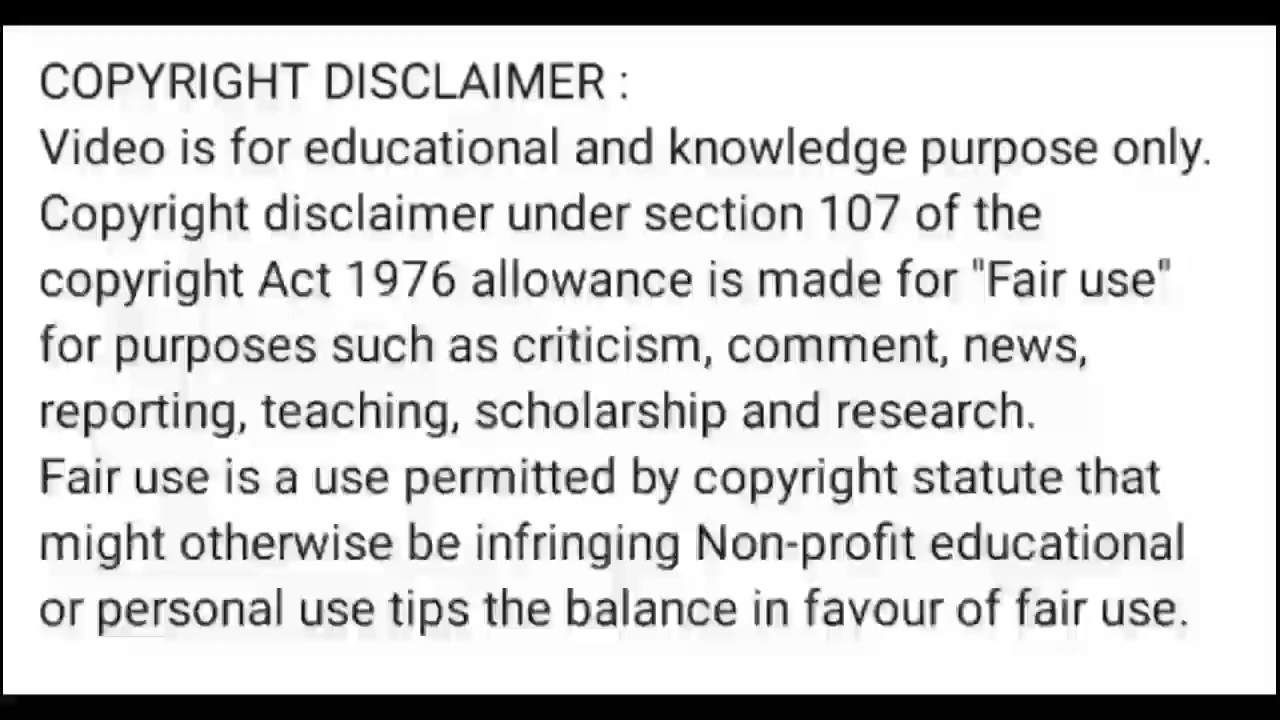 COPYRIGHT DISCLAIMER :
Video is for educational and knowledge purpose only.
Copyright disclaimer under section 107 of the
copyright Act 1976 allowance is made for "Fair use"
for purposes such as criticism, comment, news,
reporting, teaching, scholarship and research.
Fair use is a use permitted by copyright statute that
might otherwise be infringing Non-profit educational
or personal use tips the balance in favour of fair use.